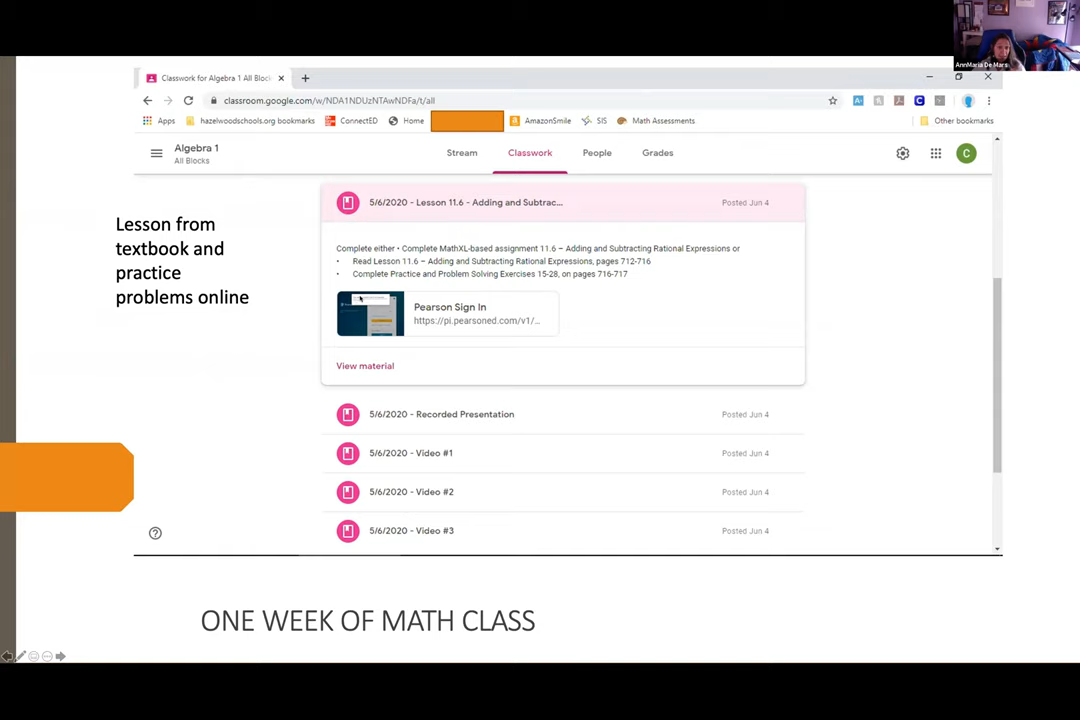 AnnMaria De Mars
Classwork for Algebra 1 All Block
classroom.google.com/w/NDA1NDUzNTAwNDFa/t/all
Apps hazelwoodschools.org bookmarks ConnectED Home AmazonSmile SIS Math Assessments Other bookmarks
Algebra 1
All Blocks
Stream Classwork People Grades
C
5/6/2020 - Lesson 11.6 - Adding and Subtrac... Posted Jun 4
Complete either • Complete MathXL-based assignment 11.6 – Adding and Subtracting Rational Expressions or
• Read Lesson 11.6 – Adding and Subtracting Rational Expressions, pages 712-716
• Complete Practice and Problem Solving Exercises 15-28, on pages 716-717
Pearson Sign In
https://pi.pearsoned.com/v1/...
View material
5/6/2020 - Recorded Presentation Posted Jun 4
5/6/2020 - Video #1 Posted Jun 4
5/6/2020 - Video #2 Posted Jun 4
5/6/2020 - Video #3 Posted Jun 4
Lesson from
textbook and
practice
problems online
ONE WEEK OF MATH CLASS